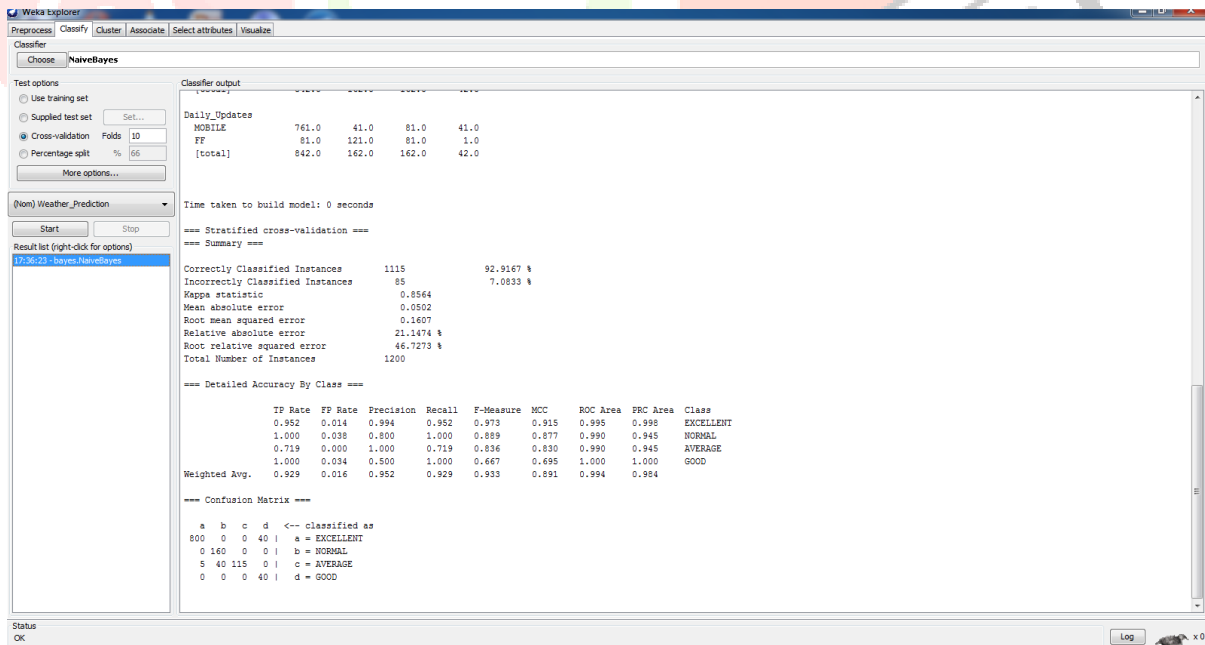 Weka Explorer
Preprocess Classify Cluster Associate Select attributes Visualize
Classifier
Choose NaiveBayes
Test options
Use training set
Supplied test set Set...
Cross-validation Folds 10
Percentage split % 66
More options...
(Nom) Weather_Prediction
Start Stop
Result list (right-click for options)
17:36:23 - bayes.NaiveBayes
Classifier output
Daily_Updates
MOBILE 761.0 41.0 81.0 41.0
FF 81.0 121.0 81.0 1.0
[total] 842.0 162.0 162.0 42.0
Time taken to build model: 0 seconds
=== Stratified cross-validation ===
=== Summary ===
Correctly Classified Instances 1115 92.9167 %
Incorrectly Classified Instances 85 7.0833 %
Kappa statistic 0.8564
Mean absolute error 0.0502
Root mean squared error 0.1607
Relative absolute error 21.1474 %
Root relative squared error 46.7273 %
Total Number of Instances 1200
=== Detailed Accuracy By Class ===
TP Rate FP Rate Precision Recall F-Measure MCC ROC Area PRC Area Class
0.952 0.014 0.994 0.952 0.973 0.915 0.995 0.998 EXCELLENT
1.000 0.038 0.800 1.000 0.889 0.877 0.990 0.945 NORMAL
0.719 0.000 1.000 0.719 0.836 0.830 0.990 0.945 AVERAGE
1.000 0.034 0.500 1.000 0.667 0.695 1.000 1.000 GOOD
Weighted Avg. 0.929 0.016 0.952 0.929 0.933 0.891 0.994 0.984
=== Confusion Matrix ===
a b c d <-- classified as
800 0 0 40 | a = EXCELLENT
0 160 0 0 | b = NORMAL
5 40 115 0 | c = AVERAGE
0 0 0 40 | d = GOOD
Status
OK
Log x 0